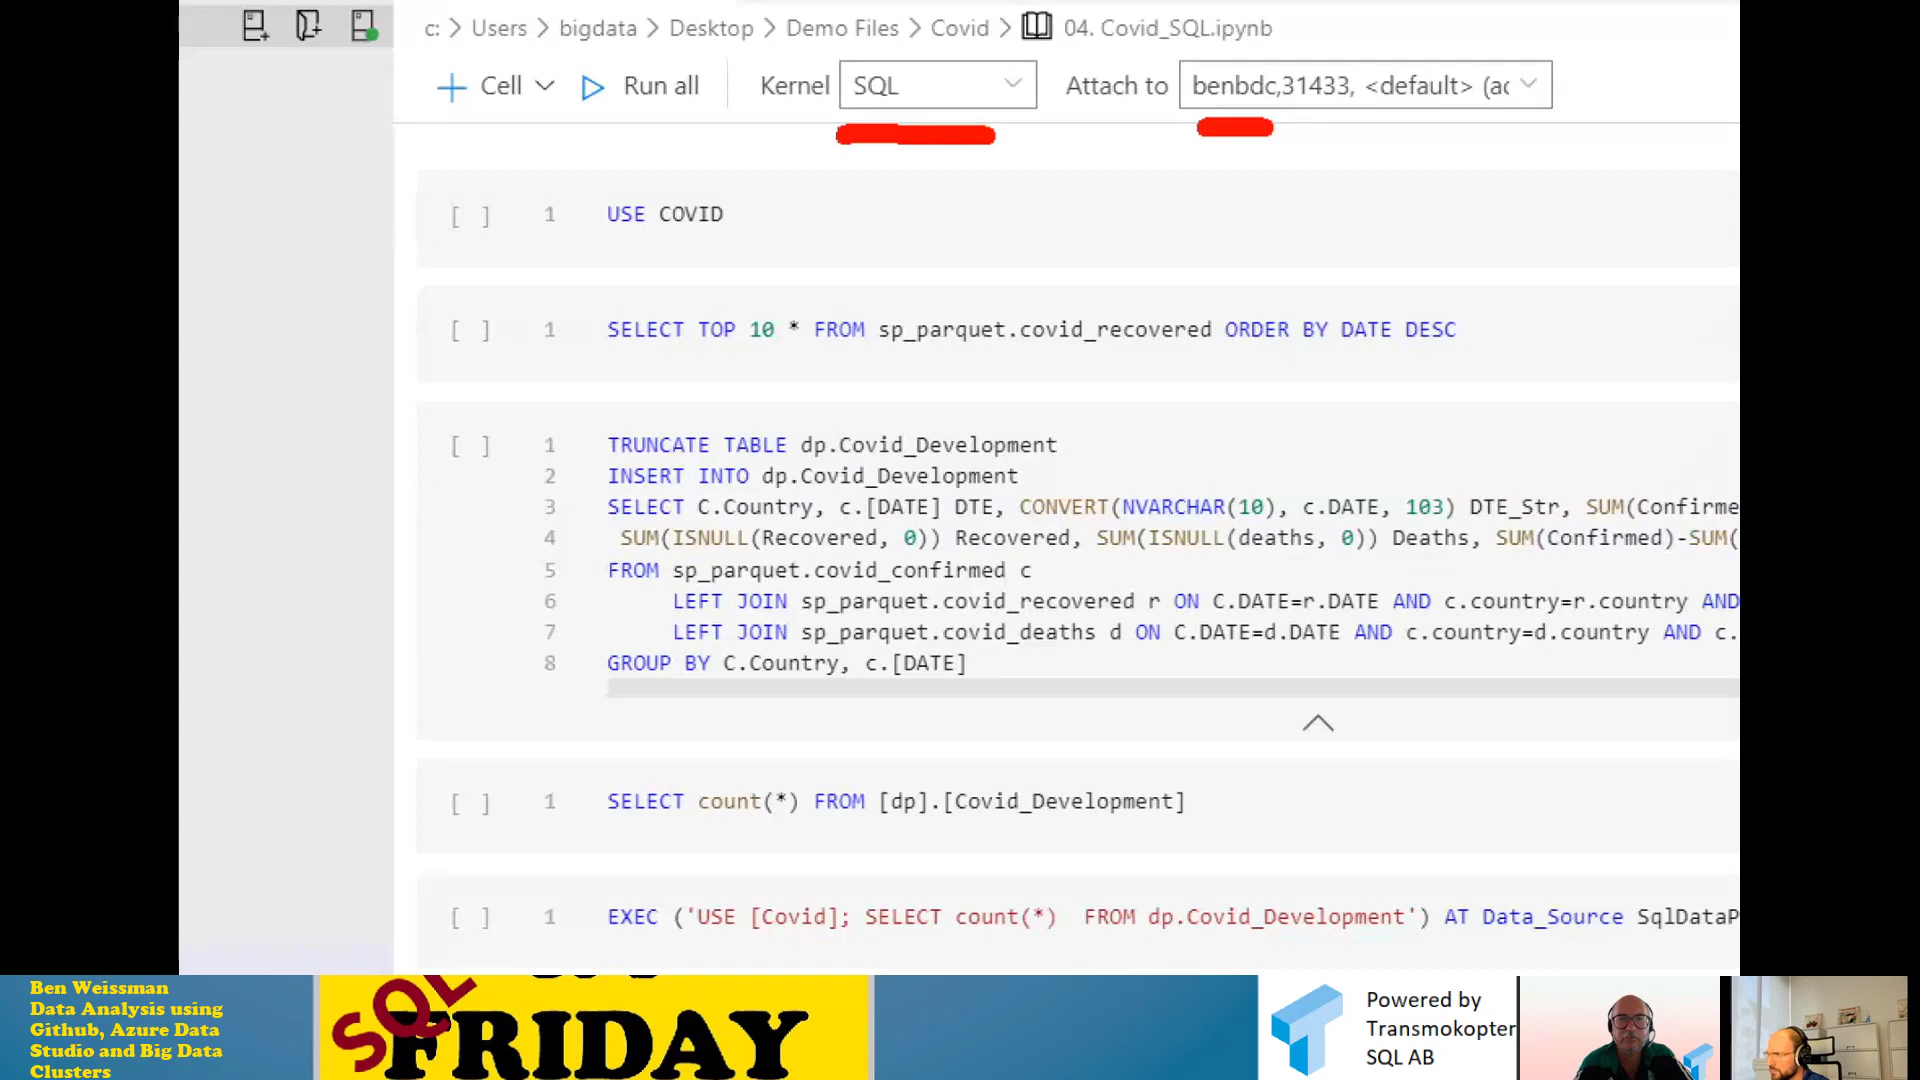 c: > Users > bigdata > Desktop > Demo Files > Covid > 04. Covid_SQL.ipynb
+ Cell Run all Kernel SQL Attach to benbdc,31433, <default> (ac
[ ] 1 USE COVID
[ ] 1 SELECT TOP 10 * FROM sp_parquet.covid_recovered ORDER BY DATE DESC
[ ] 1 TRUNCATE TABLE dp.Covid_Development
2 INSERT INTO dp.Covid_Development
3 SELECT C.Country, c.[DATE] DTE, CONVERT(NVARCHAR(10), c.DATE, 103) DTE_Str, SUM(Confirme
4 SUM(ISNULL(Recovered, 0)) Recovered, SUM(ISNULL(deaths, 0)) Deaths, SUM(Confirmed)-SUM(
5 FROM sp_parquet.covid_confirmed c
6 LEFT JOIN sp_parquet.covid_recovered r ON C.DATE=r.DATE AND c.country=r.country AND
7 LEFT JOIN sp_parquet.covid_deaths d ON C.DATE=d.DATE AND c.country=d.country AND c.
8 GROUP BY C.Country, c.[DATE]
[ ] 1 SELECT count(*) FROM [dp].[Covid_Development]
[ ] 1 EXEC ('USE [Covid]; SELECT count(*) FROM dp.Covid_Development') AT Data_Source SqlDataP
Ben Weissman
Data Analysis using
Github, Azure Data
Studio and Big Data
Clusters
SQL
FRIDAY
Powered by
Transmokopter
SQL AB